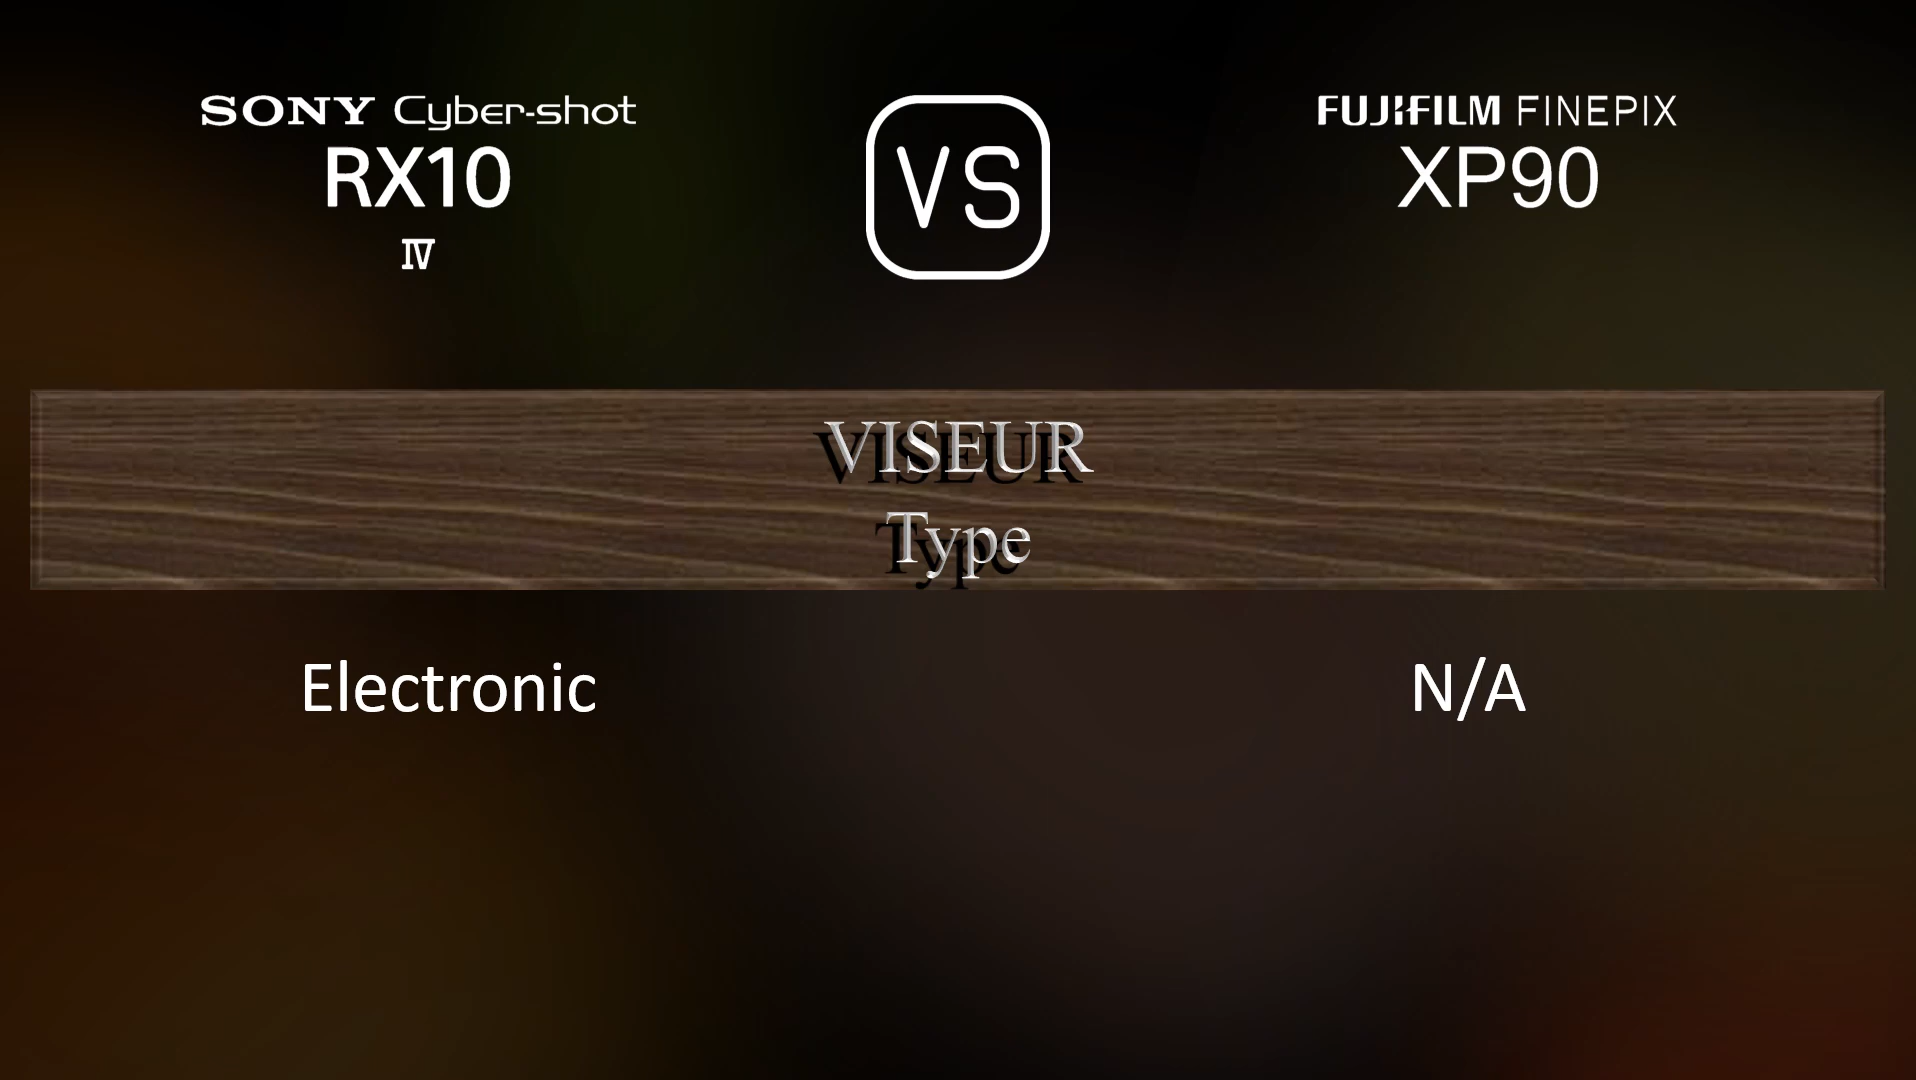 SONY Cyber-shot
RX10
IV
VS
FUJIFILM FINEPIX
XP90
VISEUR
Type
Electronic
N/A